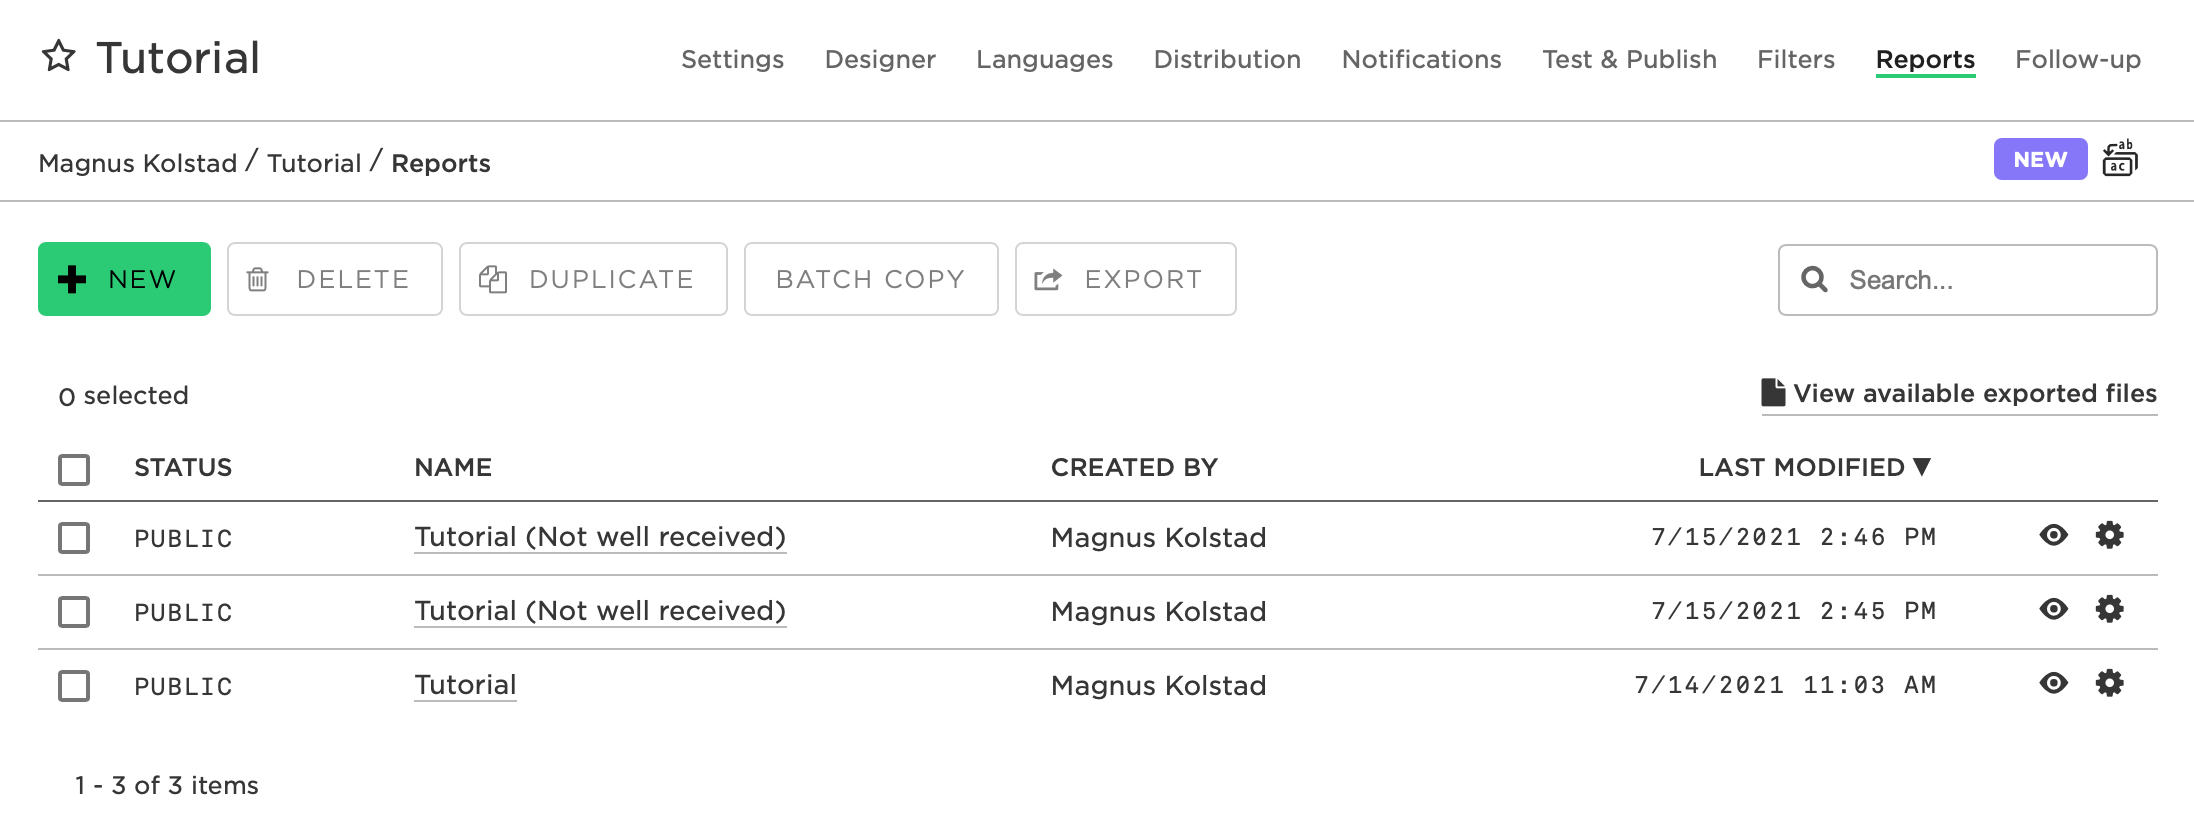 Tutorial
Settings Designer Languages Distribution Notifications Test & Publish Filters Reports Follow-up
Magnus Kolstad / Tutorial / Reports
NEW
ab
ac
NEW DELETE DUPLICATE BATCH COPY EXPORT
Search...
0 selected
View available exported files
STATUS NAME CREATED BY LAST MODIFIED ▼
PUBLIC Tutorial (Not well received) Magnus Kolstad 7/15/2021 2:46 PM
PUBLIC Tutorial (Not well received) Magnus Kolstad 7/15/2021 2:45 PM
PUBLIC Tutorial Magnus Kolstad 7/14/2021 11:03 AM
1 - 3 of 3 items